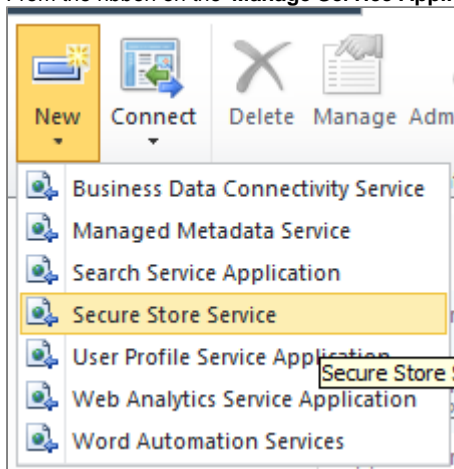 From the ribbon on the Manage Service
New Connect Delete Manage
Business Data Connectivity Service
Managed Metadata Service
Search Service Application
Secure Store Service
User Profile Service Application
Secure Store
Web Analytics Service Application
Word Automation Services